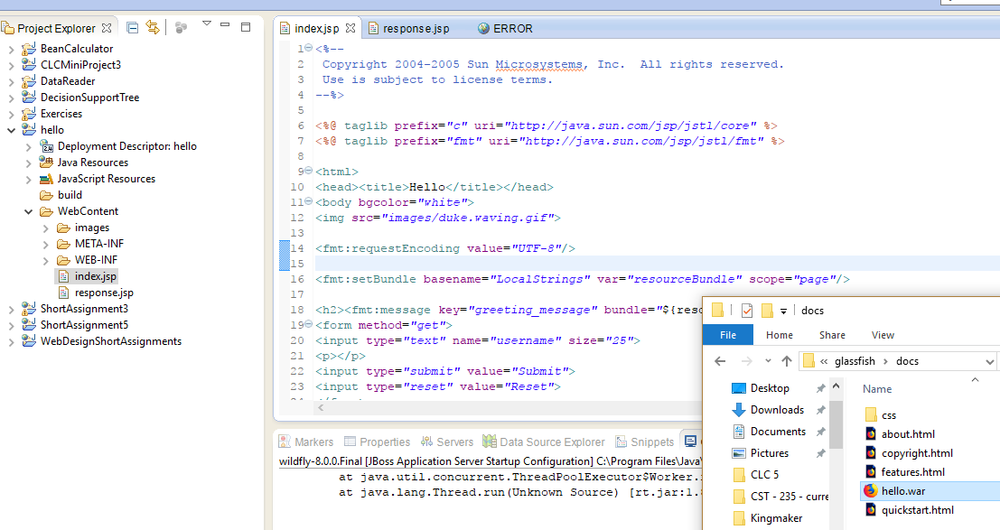 Project Explorer
BeanCalculator
CLCMiniProject3
DataReader
DecisionSupportTree
Exercises
hello
Deployment Descriptor: hello
Java Resources
JavaScript Resources
build
WebContent
images
META-INF
WEB-INF
index.jsp
response.jsp
ShortAssignment3
ShortAssignment5
WebDesignShortAssignments
index.jsp response.jsp ERROR
1 <%--
2 Copyright 2004-2005 Sun Microsystems, Inc.  All rights reserved.
3 Use is subject to license terms.
4 --%>
5
6 <%@ taglib prefix="c" uri="http://java.sun.com/jsp/jstl/core" %>
7 <%@ taglib prefix="fmt" uri="http://java.sun.com/jsp/jstl/fmt" %>
8
9 <html>
10 <head><title>Hello</title></head>
11 <body bgcolor="white">
12 <img src="images/duke.waving.gif">
13
14 <fmt:requestEncoding value="UTF-8"/>
15
16 <fmt:setBundle basename="LocalStrings" var="resourceBundle" scope="page"/>
17
18 <h2><fmt:message key="greeting_message" bundle="${reso
19 <form method="get">
20 <input type="text" name="username" size="25">
21 <p></p>
22 <input type="submit" value="Submit">
23 <input type="reset" value="Reset">
Markers Properties Servers Data Source Explorer Snippets
wildfly-8.0.0.Final [JBoss Application Server Startup Configuration] C:\Program Files\Java\
at java.util.concurrent.ThreadPoolExecutor$Worker.
at java.lang.Thread.run(Unknown Source) [rt.jar:1.
docs
File Home Share View
« glassfish > docs
Desktop
Downloads
Documents
Pictures
CLC 5
CST - 235 - curre
Kingmaker
Name
css
about.html
copyright.html
features.html
hello.war
quickstart.html